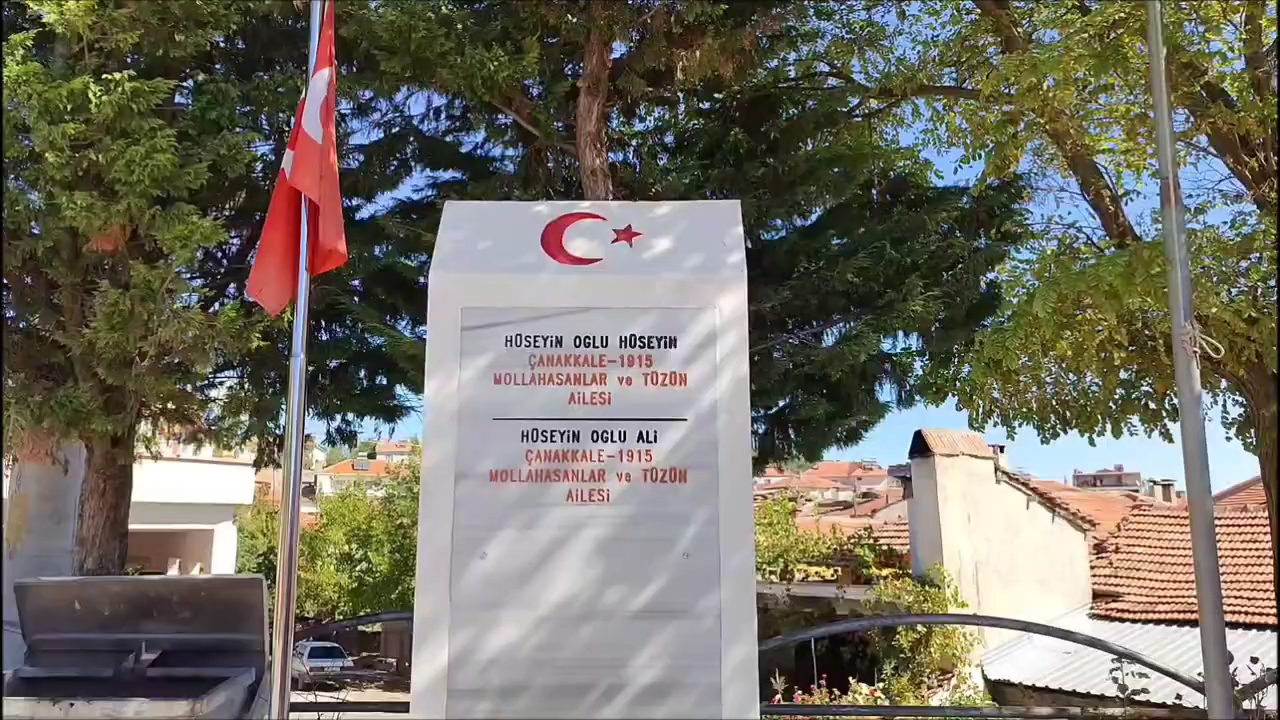 HÜSEYİN OGLU HÜSEYİN
ÇANAKKALE-1915
MOLLAHASANLAR ve TÜZÜN
AİLESİ
HÜSEYİN OGLU ALİ
ÇANAKKALE-1915
MOLLAHASANLAR ve TÜZÜN
AİLESİ